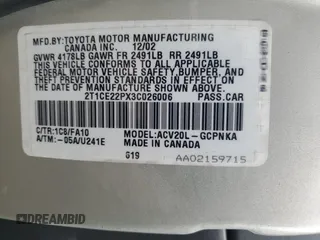 MFD.BY:TOYOTA MOTOR MANUFACTURING
CANADA INC. 12/02
GVWR 4178LB GAWR FR 2491LB RR 2491LB
THIS VEHICLE CONFORMS TO ALL APPLICABLE
FEDERAL MOTOR VEHICLE SAFETY, BUMPER, AND
THEFT PREVENTION STANDARDS IN EFFECT ON
THE DATE OF MANUFACTURE SHOWN ABOVE.
2T1CE22PX3C026006 PASS.CAR
C/TR:1C8/FA10 MODEL: ACV20L-GCPNKA
A/TM:-05A/U241E MADE IN CANADA
619 AA02159715
DREAMBID